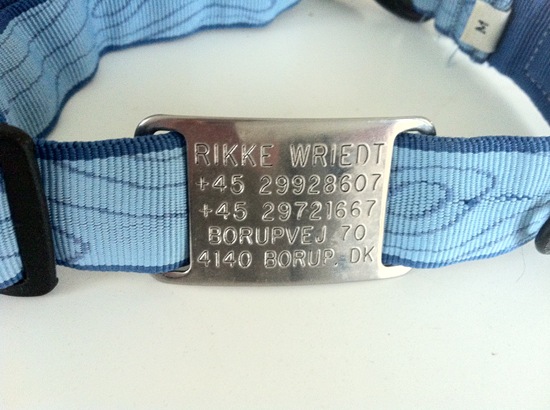 M
RIKKE WRIEDT
+45 29928607
+45 29721667
BORUPVEJ 70
4140 BORUP, DK